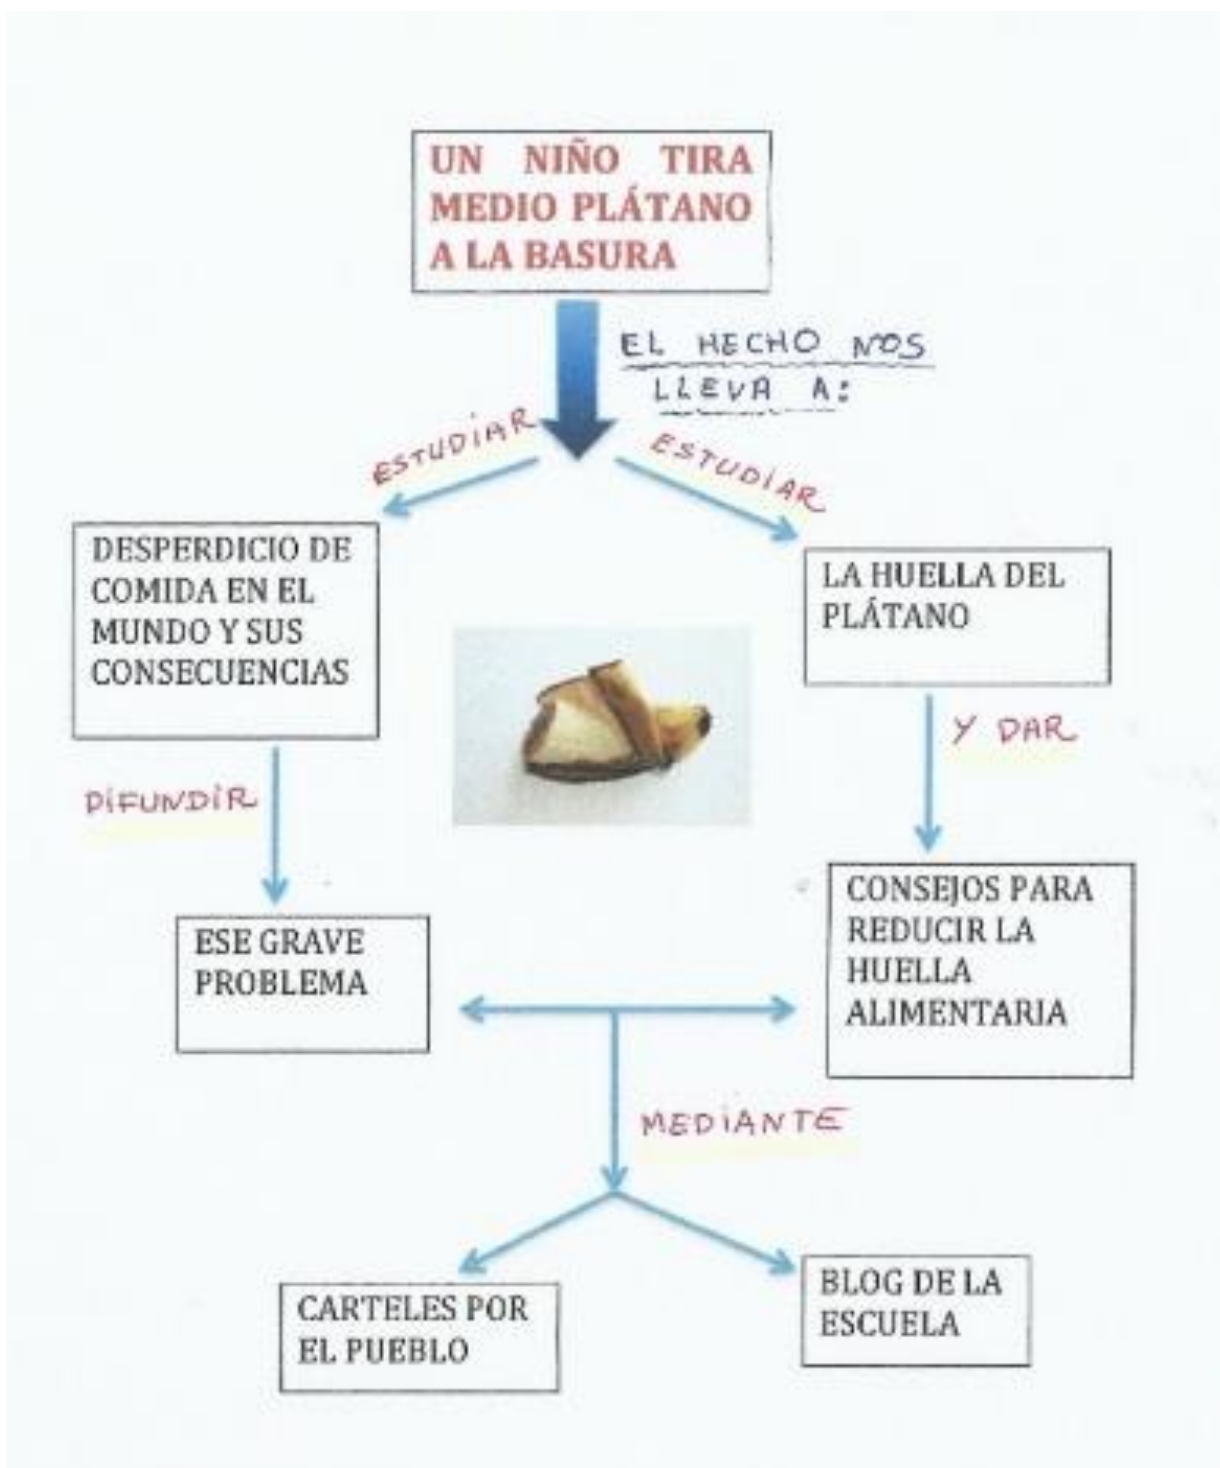 UN NIÑO TIRA
MEDIO PLÁTANO
A LA BASURA
EL HECHO NOS
LLEVA A:
ESTUDIAR
ESTUDIAR
DESPERDICIO DE
COMIDA EN EL
MUNDO Y SUS
CONSECUENCIAS
LA HUELLA DEL
PLÁTANO
Y DAR
DIFUNDIR
ESE GRAVE
PROBLEMA
CONSEJOS PARA
REDUCIR LA
HUELLA
ALIMENTARIA
MEDIANTE
CARTELES POR
EL PUEBLO
BLOG DE LA
ESCUELA